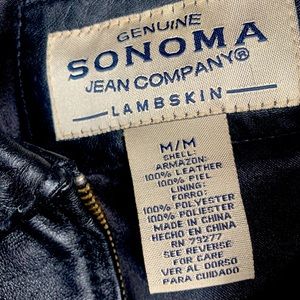 GENUINE
SONOMA
JEAN COMPANY®
LAMBSKIN
M/M
SHELL:
ARMAZON:
100% LEATHER
100% PIEL
LINING:
FORRO:
100% POLYESTER
100% POLIESTER
MADE IN CHINA
HECHO EN CHINA
RN 73277
SEE REVERSE
FOR CARE
VER AL DORSO
PARA CUIDADO